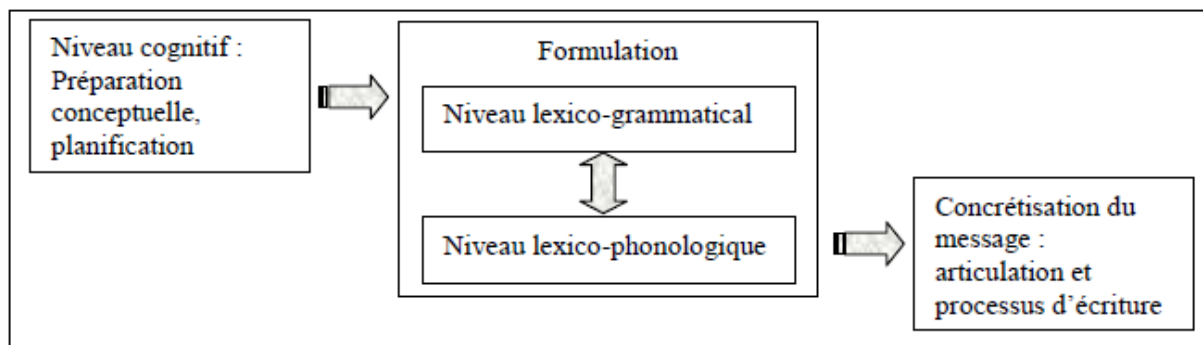 Niveau cognitif :
Préparation
conceptuelle,
planification
Formulation
Niveau lexico-grammatical
Niveau lexico-phonologique
Concrétisation du
message :
articulation et
processus d’écriture